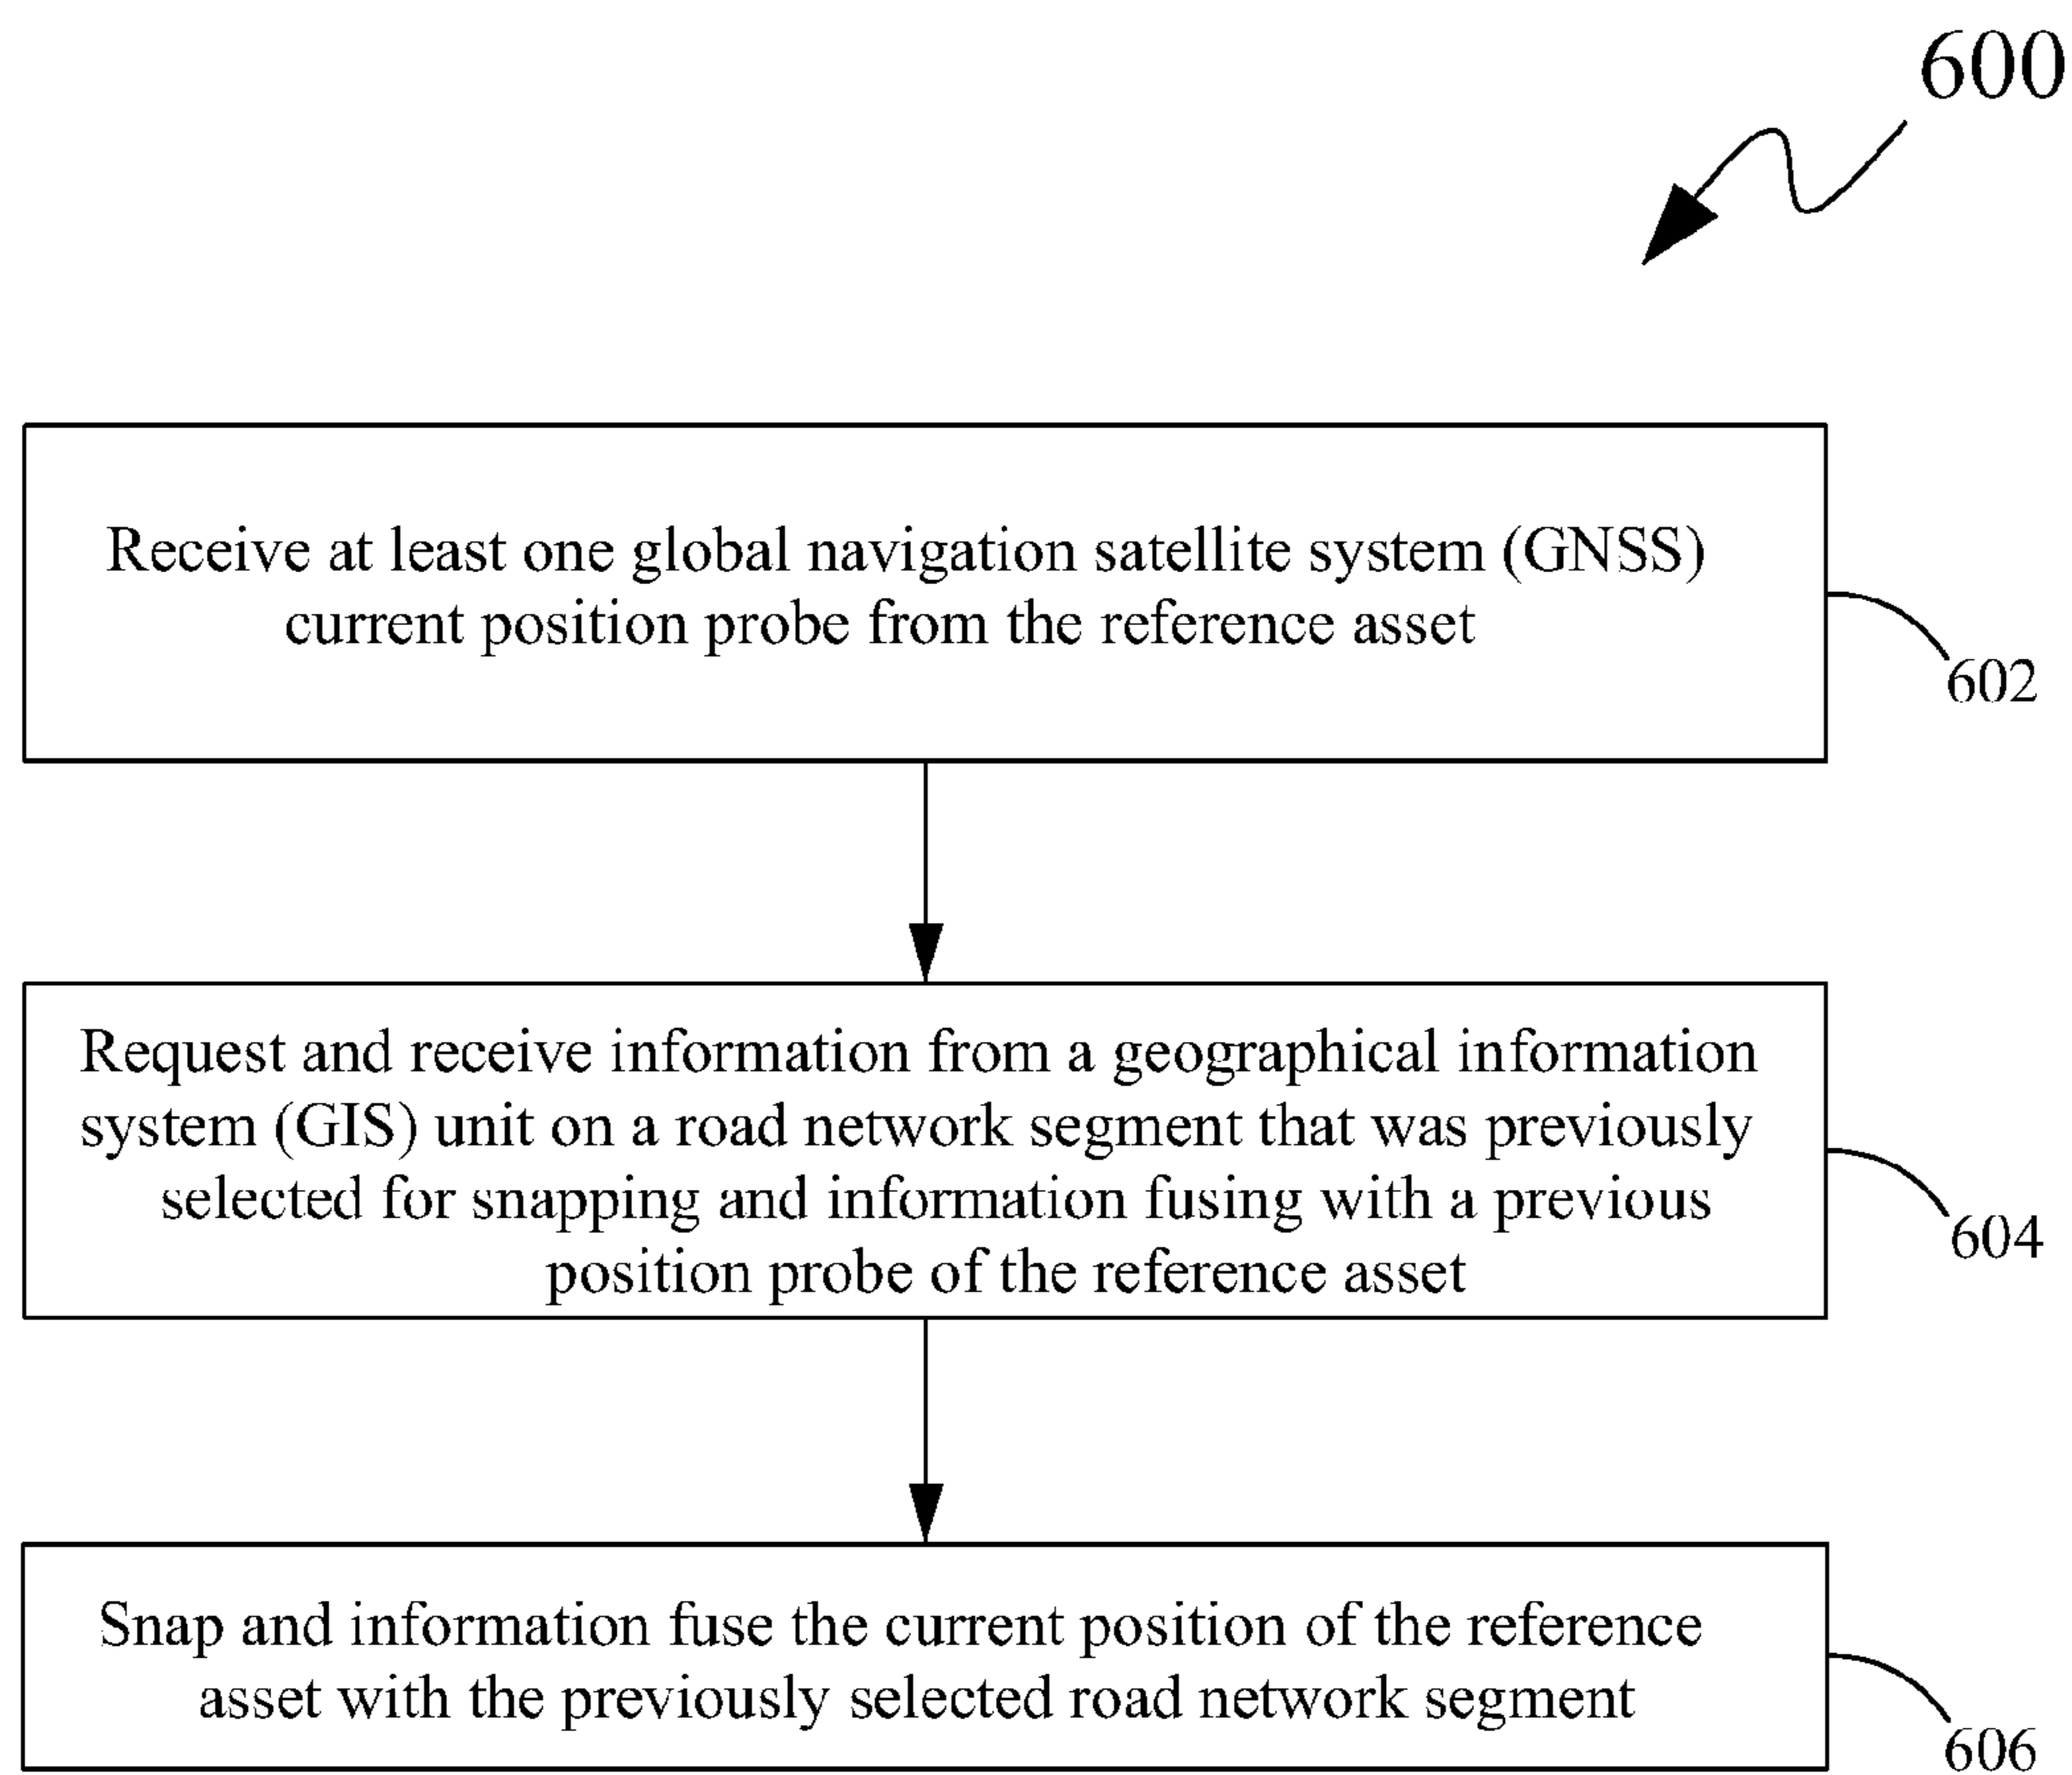 600
Receive at least one global navigation satellite system (GNSS)
current position probe from the reference asset
602
Request and receive information from a geographical information
system (GIS) unit on a road network segment that was previously
selected for snapping and information fusing with a previous
position probe of the reference asset
604
Snap and information fuse the current position of the reference
asset with the previously selected road network segment
606